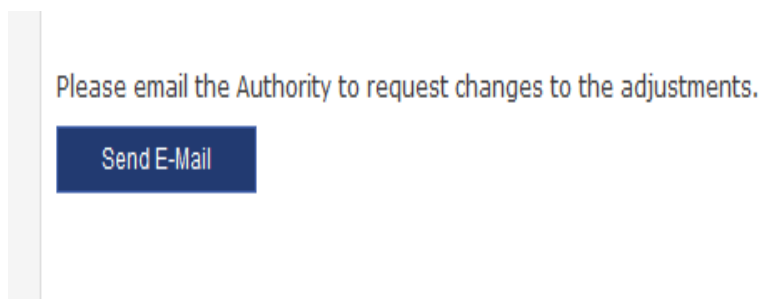 Please email the Authority to request changes to the adjustments.
Send E-Mail